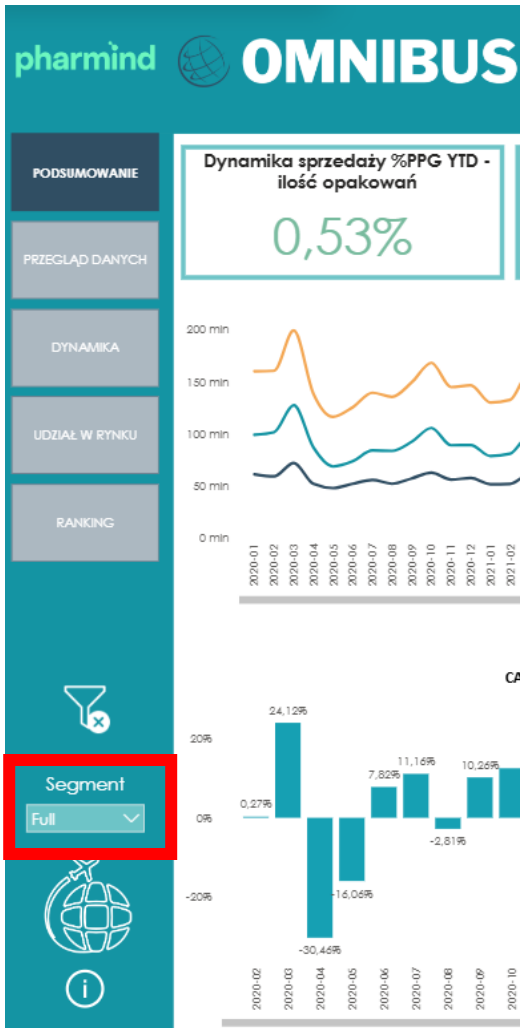 pharmind
OMNIBUS
PODSUMOWANIE
PRZEGLĄD DANYCH
DYNAMIKA
UDZIAŁ W RYNKU
RANKING
Segment
Full
i
Dynamika sprzedaży %PPG YTD -
ilość opakowań
0,53%
200 mln
150 mln
100 mln
50 mln
0 mln
2020-01
2020-02
2020-03
2020-04
2020-05
2020-06
2020-07
2020-08
2020-09
2020-10
2020-11
2020-12
2021-01
2021-02
CA
20%
0%
-20%
0,27%
24,12%
-30,46%
-16,06%
7,82%
11,16%
-2,81%
10,26%
2020-02
2020-03
2020-04
2020-05
2020-06
2020-07
2020-08
2020-09
2020-10